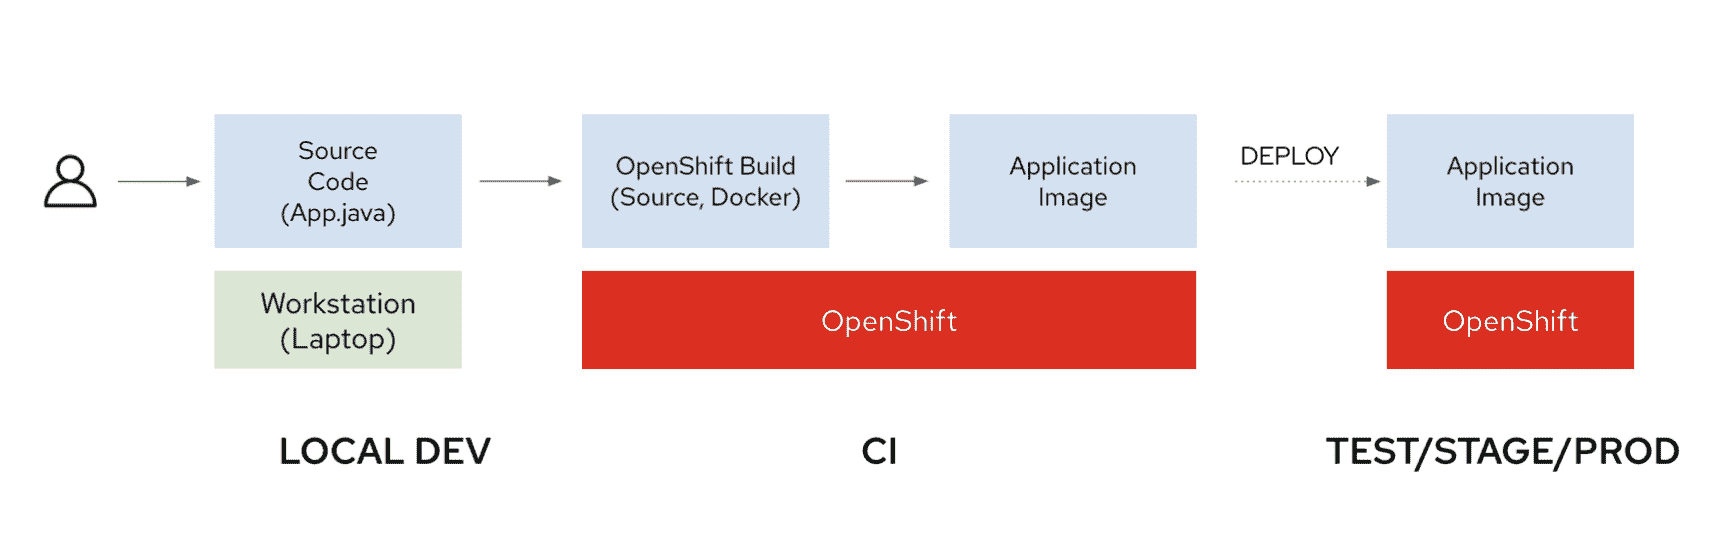 Source
Code
(App.java)
OpenShift Build
(Source, Docker)
Application
Image
DEPLOY
Application
Image
Workstation
(Laptop)
OpenShift
OpenShift
LOCAL DEV
CI
TEST/STAGE/PROD